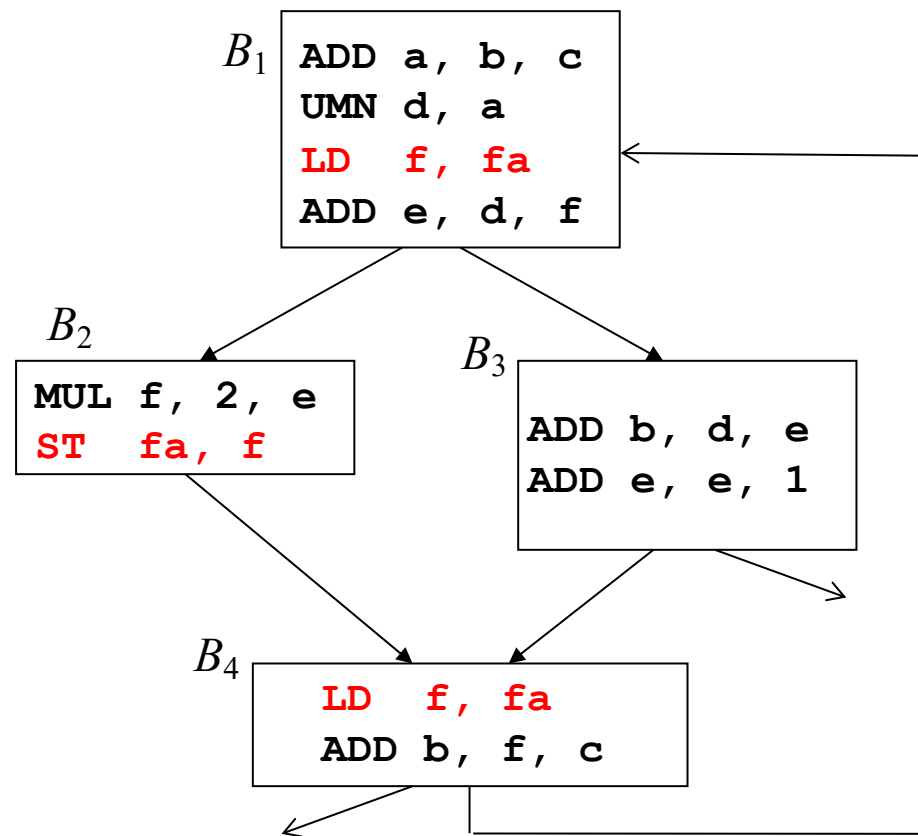 B1
ADD a, b, c
UMN d, a
LD f, fa
ADD e, d, f
B2
MUL f, 2, e
ST fa, f
B3
ADD b, d, e
ADD e, e, 1
B4
LD f, fa
ADD b, f, c